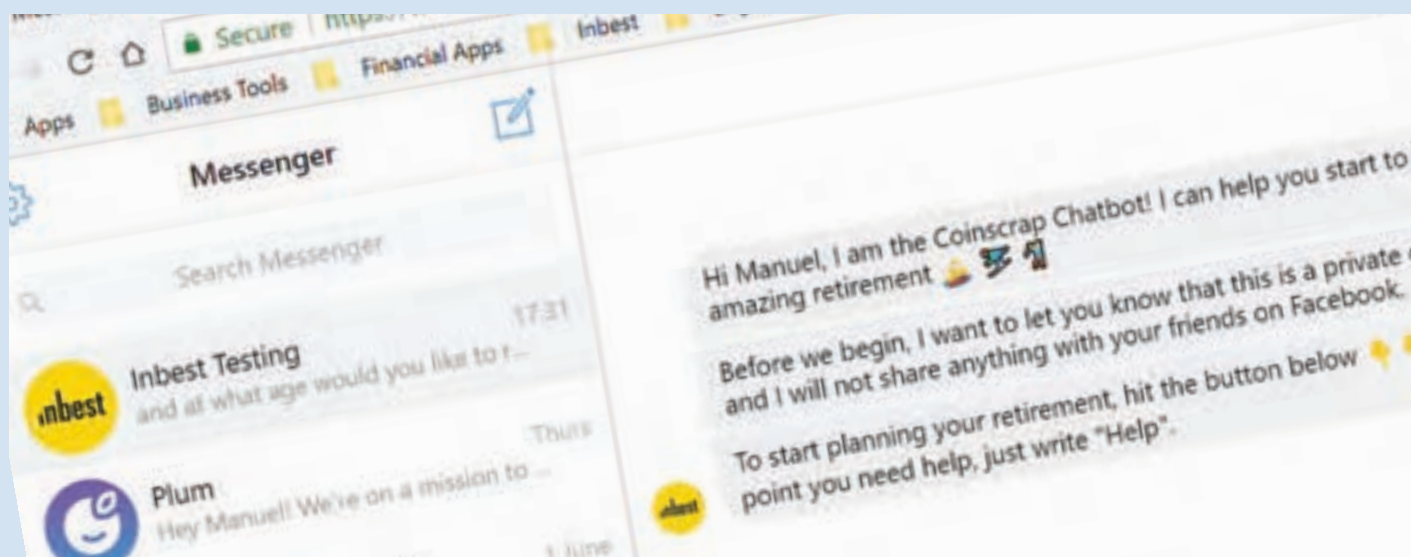 Secure
Apps Business Tools Financial Apps Inbest
Messenger
Search Messenger
17:31
Inbest Testing
and at what age would you like to r...
inbest
Thurs
Plum
Hey Manuel! We're on a mission to ...
1 June
Hi Manuel, I am the Coinscrap Chatbot! I can help you start to
amazing retirement
Before we begin, I want to let you know that this is a private
and I will not share anything with your friends on Facebook.
To start planning your retirement, hit the button below
point you need help, just write "Help".
inbest